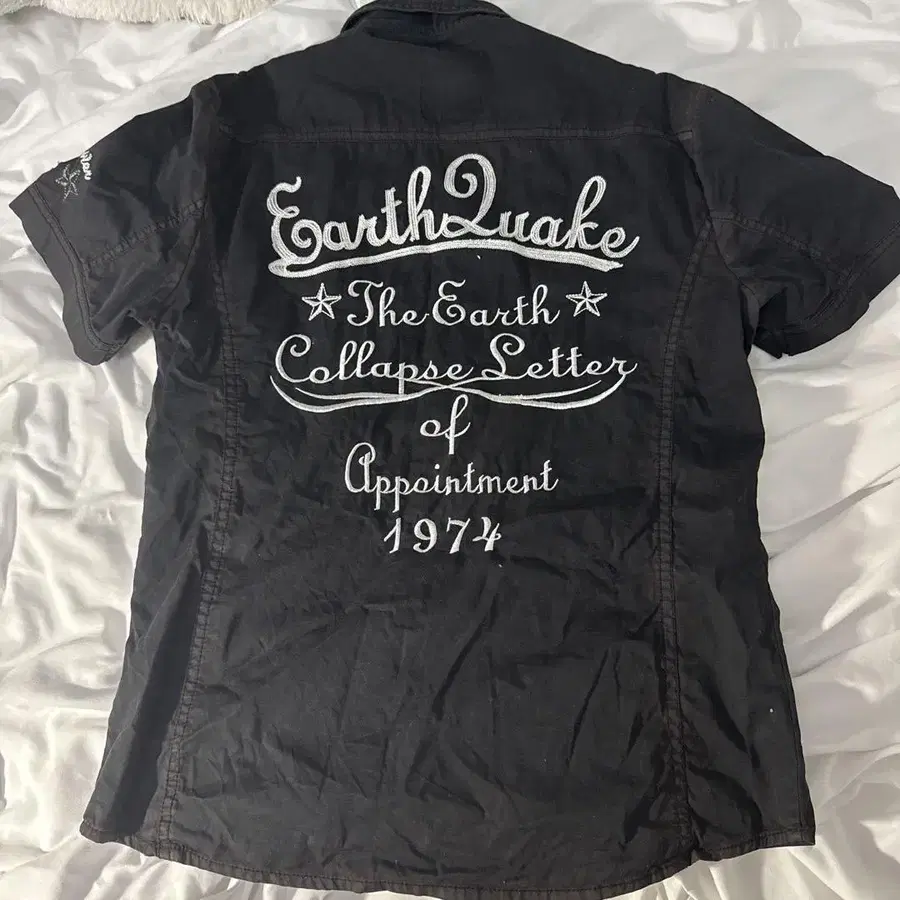 EarthQuake
The Earth
Collapse Letter
of
Appointment
1974